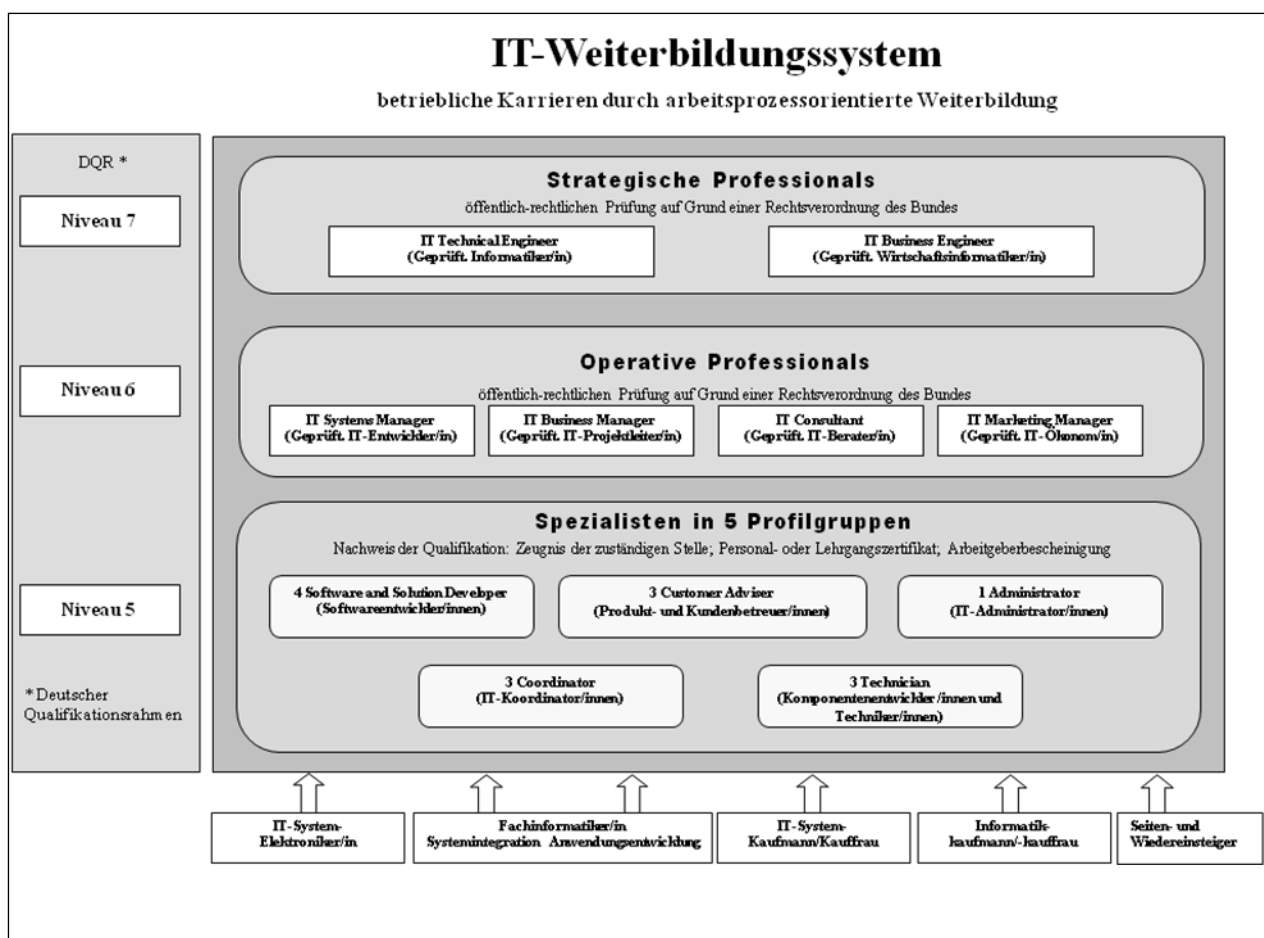 IT-Weiterbildungssystem
betriebliche Karrieren durch arbeitsprozessorientierte Weiterbildung
DQR *
Niveau 7
Strategische Professionals
öffentlich-rechtlichen Prüfung auf Grund einer Rechtsverordnung des Bundes
IT Technical Engineer
(Geprüft. Informatiker/in)
IT Business Engineer
(Geprüft. Wirtschaftsinformatiker/in)
Niveau 6
Operative Professionals
öffentlich-rechtlichen Prüfung auf Grund einer Rechtsverordnung des Bundes
IT Systems Manager
(Geprüft. IT-Entwickler/in)
IT Business Manager
(Geprüft. IT-Projektleiter/in)
IT Consultant
(Geprüft. IT-Berater/in)
IT Marketing Manager
(Geprüft. IT-Ökonom/in)
Niveau 5
Spezialisten in 5 Profilgruppen
Nachweis der Qualifikation: Zeugnis der zuständigen Stelle; Personal- oder Lehrgangszertifikat; Arbeitgeberbescheinigung
4 Software and Solution Developer
(Softwareentwickler/innen)
3 Customer Adviser
(Produkt- und Kundenbetreuer/innen)
1 Administrator
(IT-Administrator/innen)
3 Coordinator
(IT-Koordinator/innen)
3 Technician
(Komponentenentwickler/innen und
Techniker/innen)
* Deutscher
Qualifikationsrahmen
IT-System-
Elektroniker/in
Fachinformatiker/in
Systemintegration Anwendungsentwicklung
IT-System-
Kaufmann/Kauffrau
Informatik-
kaufmann/-kauffrau
Seiten- und
Wiedereinsteiger